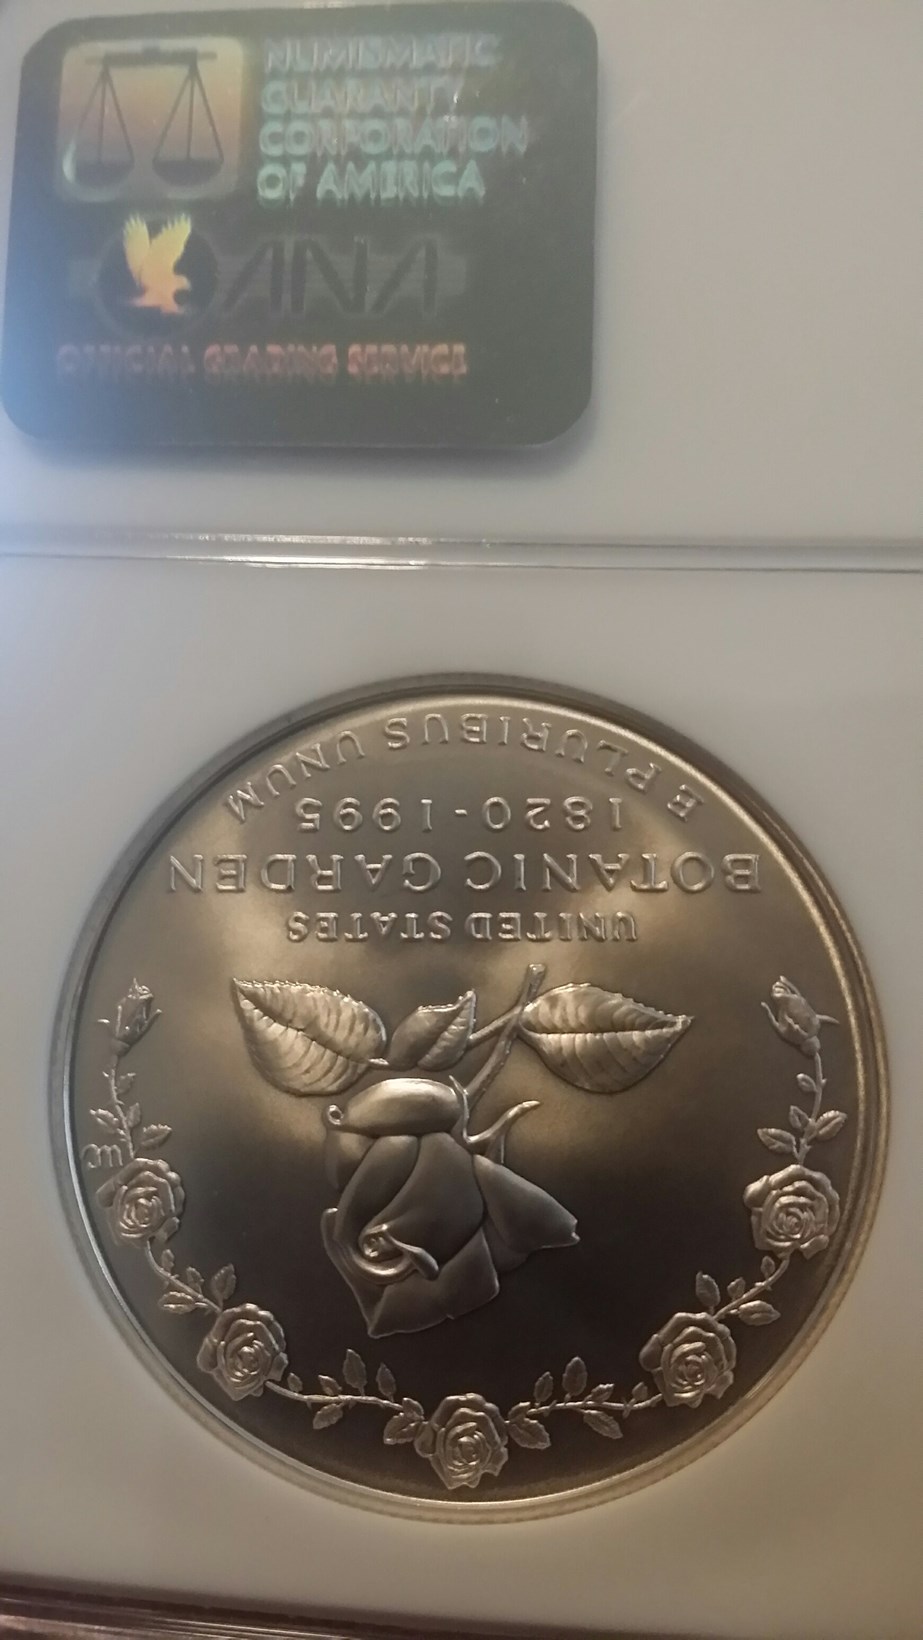 NUMISMATIC
GUARANTY
CORPORATION
OF AMERICA
ANA
OFFICIAL GRADING SERVICE
UNITED STATES
BOTANIC GARDEN
1820-1995
E PLURIBUS UNUM